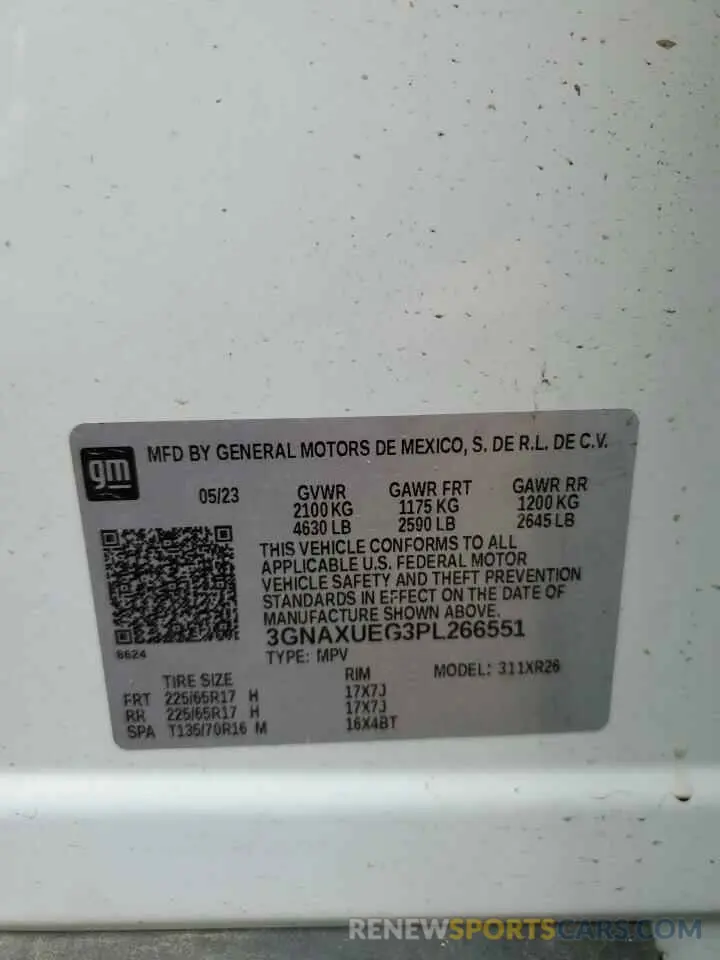 gm MFD BY GENERAL MOTORS DE MEXICO, S. DE R.L. DE C.V.
05/23 GVWR GAWR FRT GAWR RR
2100 KG 1175 KG 1200 KG
4630 LB 2590 LB 2645 LB
THIS VEHICLE CONFORMS TO ALL
APPLICABLE U.S. FEDERAL MOTOR
VEHICLE SAFETY AND THEFT PREVENTION
STANDARDS IN EFFECT ON THE DATE OF
MANUFACTURE SHOWN ABOVE.
3GNAXUEG3PL266551
8624 TYPE: MPV MODEL: 311XR26
TIRE SIZE RIM
FRT 225/65R17 H 17X7J
RR 225/65R17 H 17X7J
SPA T135/70R16 M 16X4BT
RENEWSPORTSCARS.COM